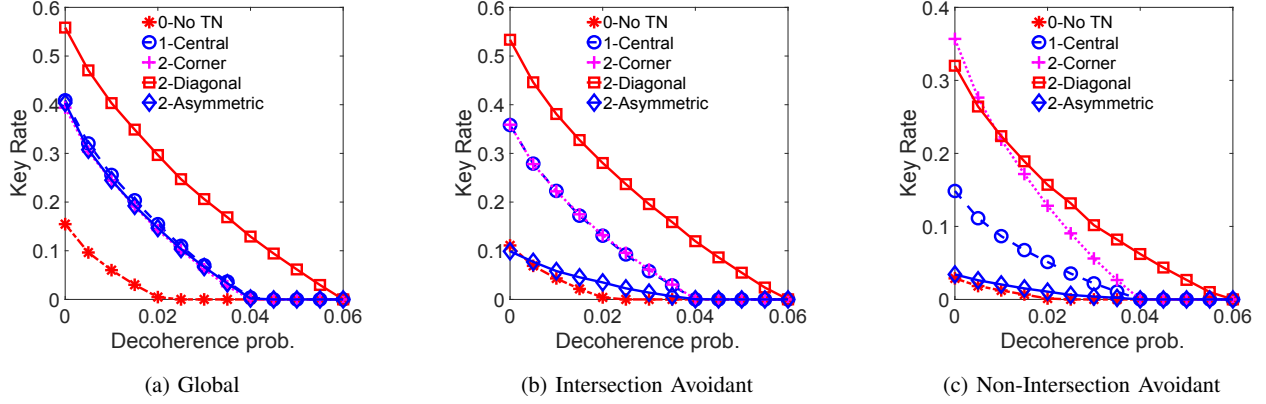 0.6
0.5
0.4
0.3
0.2
0.1
0
Key Rate
0-No TN
1-Central
2-Corner
2-Diagonal
2-Asymmetric
0 0.02 0.04 0.06
Decoherence prob.
(a) Global
0.6
0.5
0.4
0.3
0.2
0.1
0
Key Rate
0-No TN
1-Central
2-Corner
2-Diagonal
2-Asymmetric
0 0.02 0.04 0.06
Decoherence prob.
(b) Intersection Avoidant
0.4
0.3
0.2
0.1
0
Key Rate
0-No TN
1-Central
2-Corner
2-Diagonal
2-Asymmetric
0 0.02 0.04 0.06
Decoherence prob.
(c) Non-Intersection Avoidant